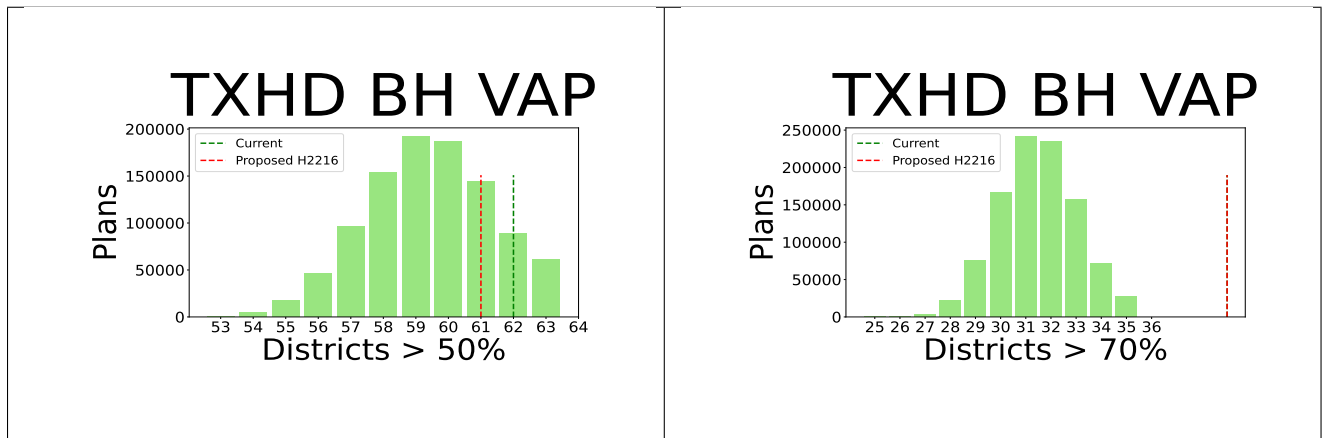 TXHD BH VAP
200000
150000
100000
50000
0
Plans
Current
Proposed H2216
53 54 55 56 57 58 59 60 61 62 63 64
Districts > 50%
TXHD BH VAP
250000
200000
150000
100000
50000
0
Plans
Current
Proposed H2216
25 26 27 28 29 30 31 32 33 34 35 36
Districts > 70%